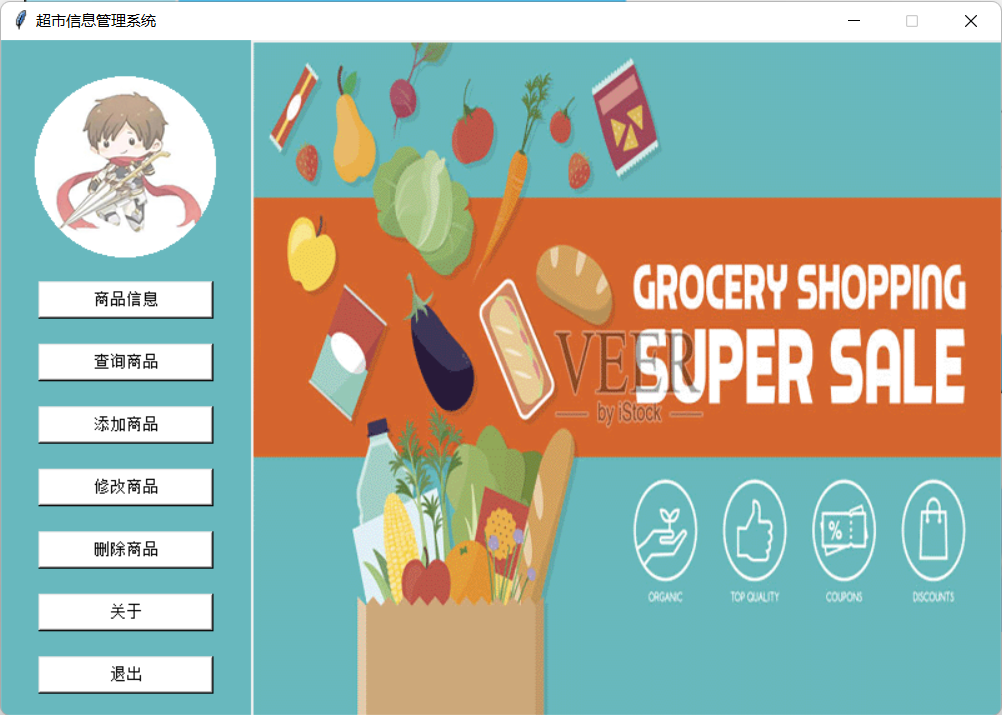 超市信息管理系统
商品信息
查询商品
添加商品
修改商品
删除商品
关于
退出
GROCERY SHOPPING
SUPER SALE
VEER
by iStock
%
ORGANIC
TOP QUALITY
COUPONS
DISCOUNTS